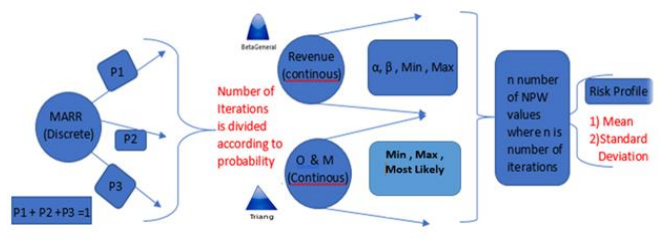 MARR
(Discrete)
P1
P2
P3
P1 + P2 +P3 =1
Number of
Iterations
is divided
according to
probability
BetaGeneral
Revenue
(continous)
α, β , Min , Max
Triang
O & M
(Continous)
Min , Max ,
Most Likely
n number
of NPW
values
where n is
number of
iterations
Risk Profile
1) Mean
2)Standard
Deviation